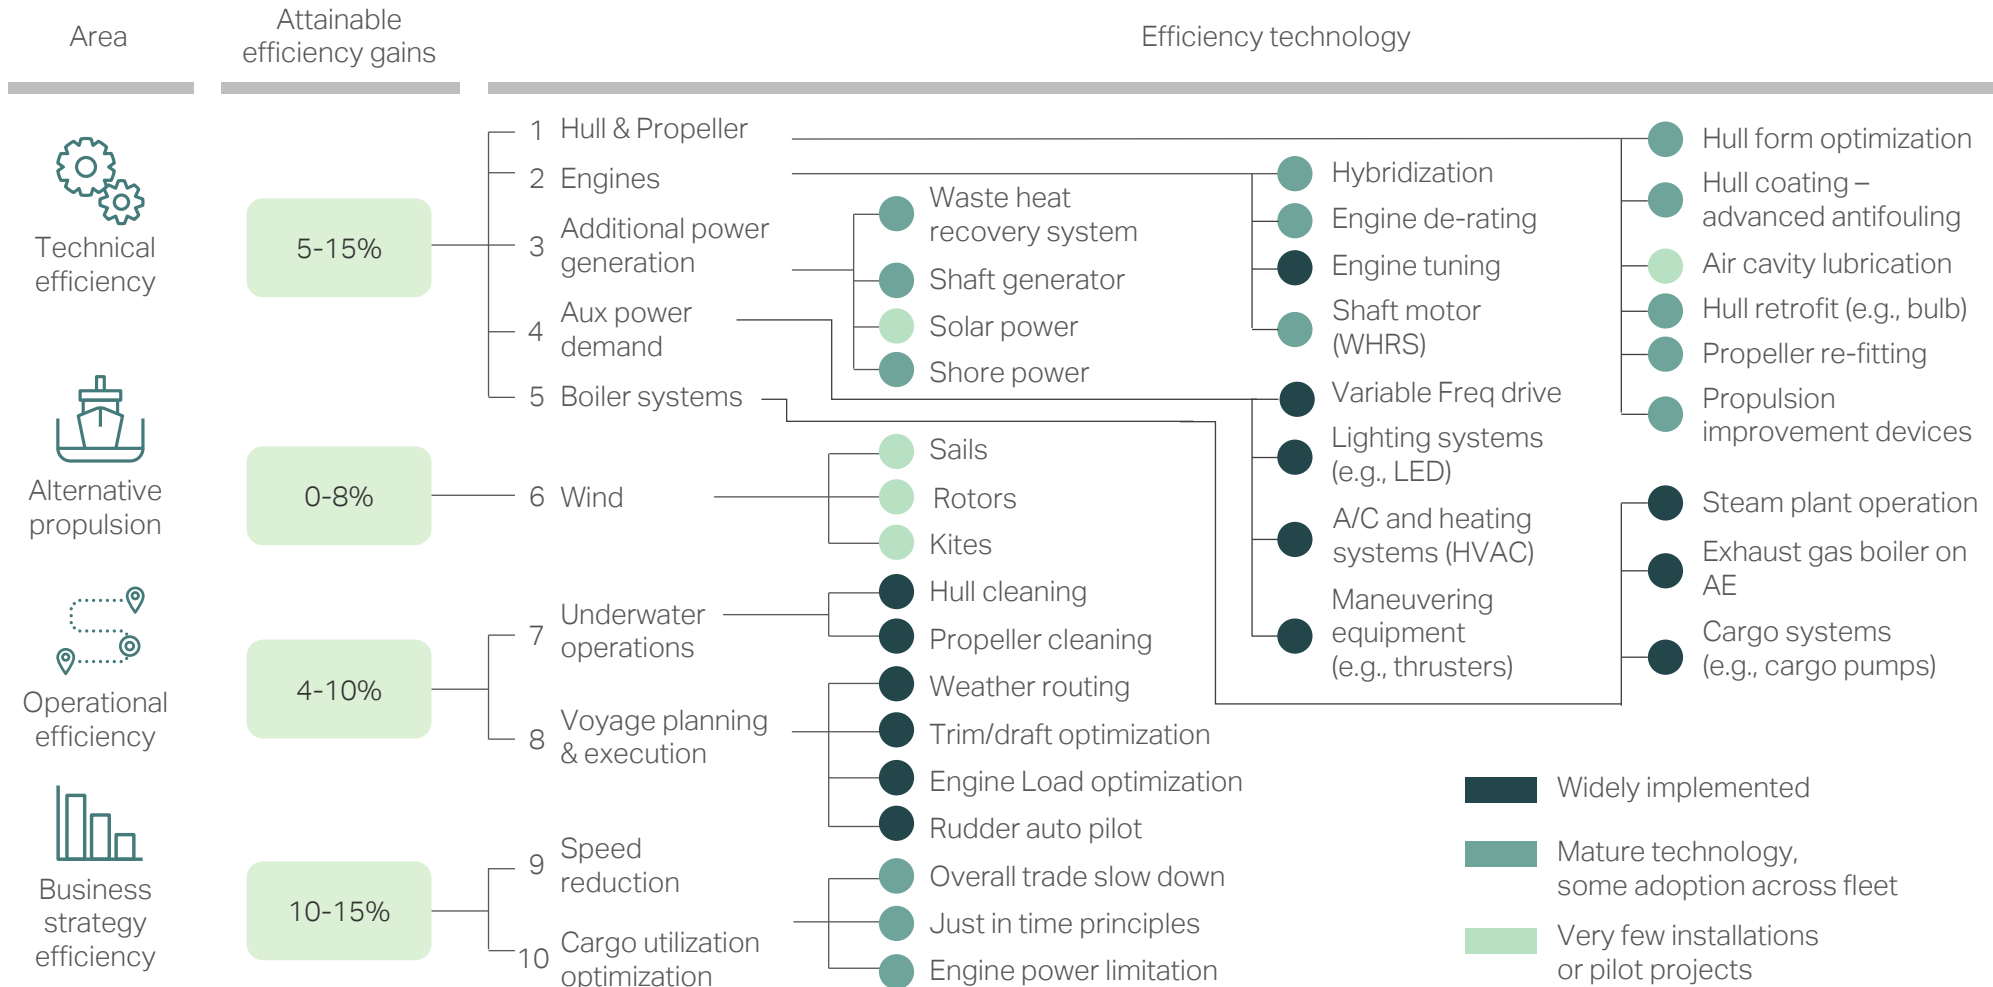 Area
Attainable
efficiency gains
Efficiency technology
Technical
efficiency
5-15%
1 Hull & Propeller
2 Engines
3 Additional power
generation
4 Aux power
demand
5 Boiler systems
Waste heat
recovery system
Shaft generator
Solar power
Shore power
Hybridization
Engine de-rating
Engine tuning
Shaft motor
(WHRS)
Variable Freq drive
Lighting systems
(e.g., LED)
A/C and heating
systems (HVAC)
Maneuvering
equipment
(e.g., thrusters)
Hull form optimization
Hull coating –
advanced antifouling
Air cavity lubrication
Hull retrofit (e.g., bulb)
Propeller re-fitting
Propulsion
improvement devices
Steam plant operation
Exhaust gas boiler on
AE
Cargo systems
(e.g., cargo pumps)
Alternative
propulsion
0-8%
6 Wind
Sails
Rotors
Kites
Operational
efficiency
4-10%
7 Underwater
operations
Hull cleaning
Propeller cleaning
8 Voyage planning
& execution
Weather routing
Trim/draft optimization
Engine Load optimization
Rudder auto pilot
Business
strategy
efficiency
10-15%
9 Speed
reduction
10 Cargo utilization
optimization
Overall trade slow down
Just in time principles
Engine power limitation
Widely implemented
Mature technology,
some adoption across fleet
Very few installations
or pilot projects